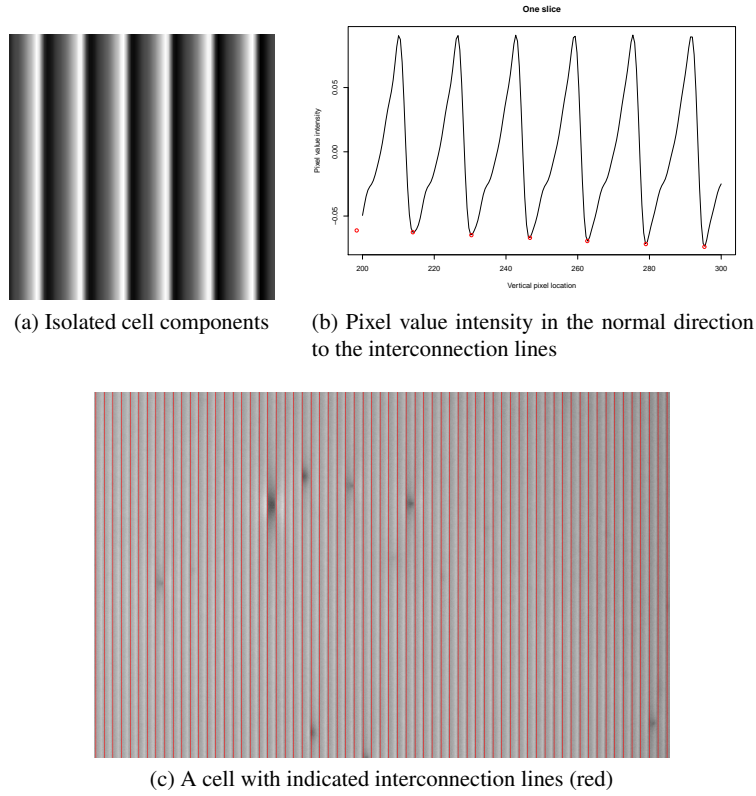 One slice
Pixel value intensity
0.05
0.00
-0.05
200
220
240
260
280
300
Vertical pixel location
(a) Isolated cell components
(b) Pixel value intensity in the normal direction
to the interconnection lines
(c) A cell with indicated interconnection lines (red)